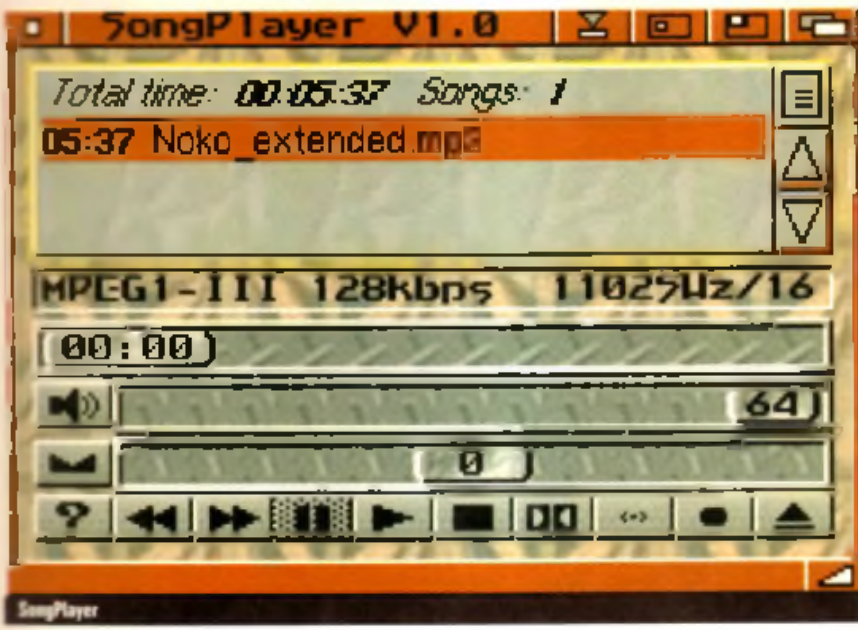 SongPlayer V1.0
Total time: 00:05:37 Songs: 1
05:37 Noko_extended.mp3
MPEG1-III 128kbps 11025Hz/16
00:00
64
0
?
SongPlayer